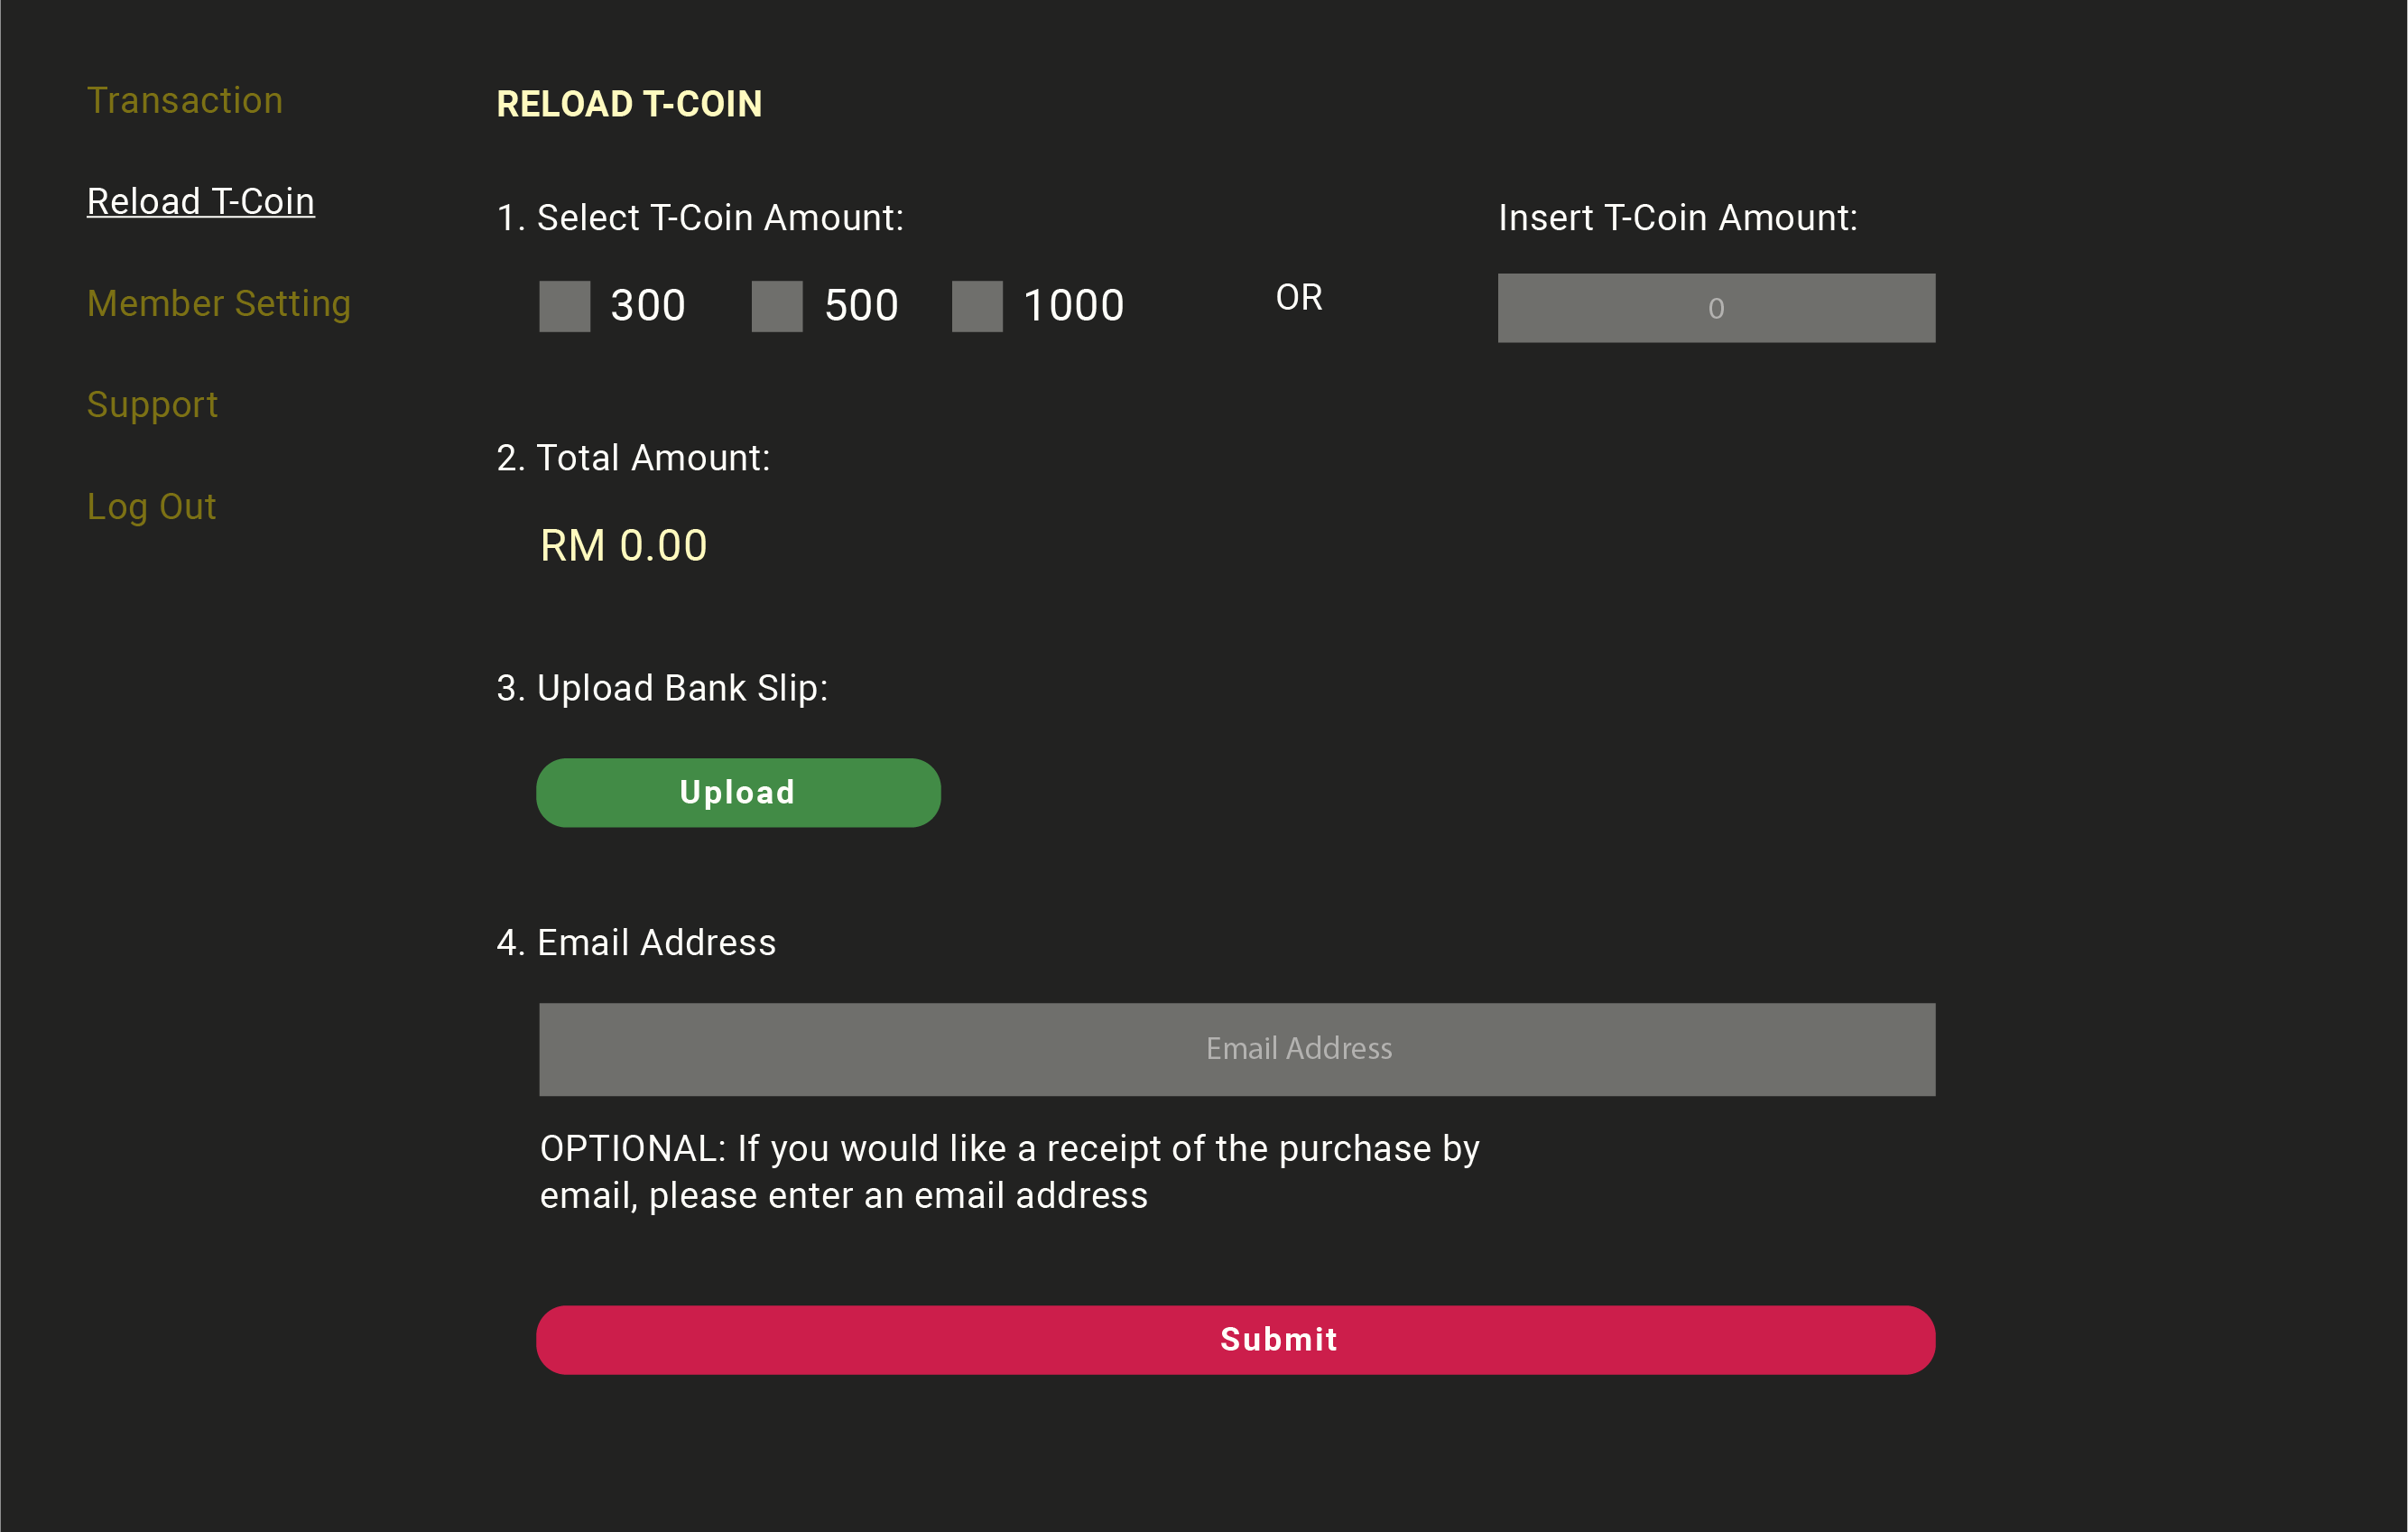 Transaction
Reload T-Coin
Member Setting
Support
Log Out
RELOAD T-COIN
1. Select T-Coin Amount:
300 500 1000
OR
Insert T-Coin Amount:
0
2. Total Amount:
RM 0.00
3. Upload Bank Slip:
Upload
4. Email Address
Email Address
OPTIONAL: If you would like a receipt of the purchase by
email, please enter an email address
Submit